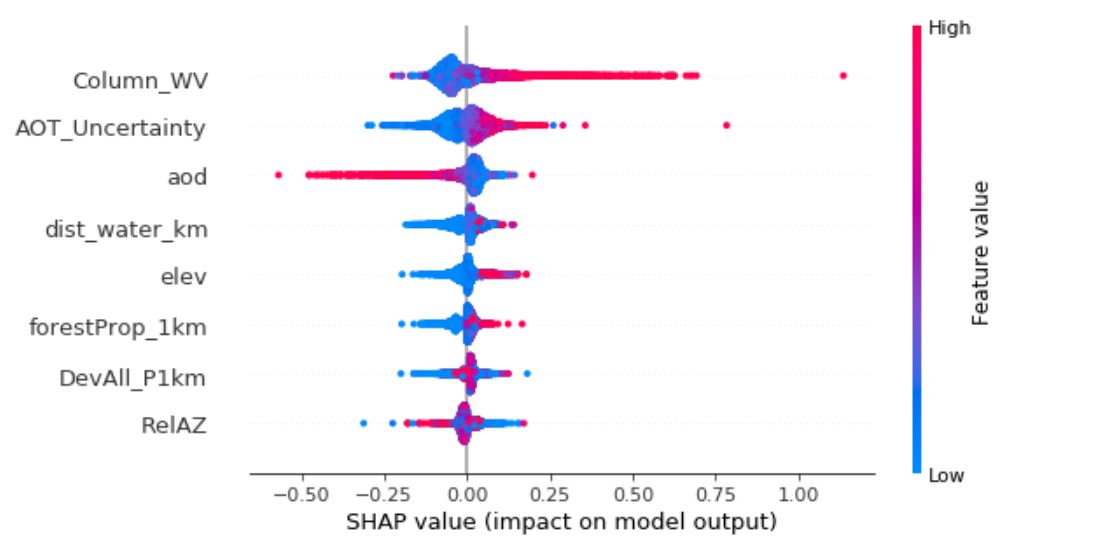 High
Column_WV
AOT_Uncertainty
aod
dist_water_km
elev
forestProp_1km
DevAll_P1km
RelAZ
Feature value
Low
−0.50 −0.25 0.00 0.25 0.50 0.75 1.00
SHAP value (impact on model output)